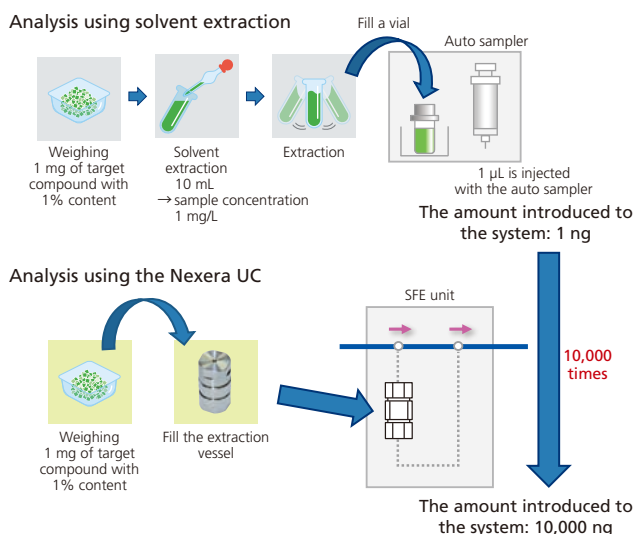 Analysis using solvent extraction
Fill a vial
Auto sampler
Weighing
1 mg of target
compound with
1% content
Solvent
extraction
10 mL
→ sample concentration
1 mg/L
Extraction
1 µL is injected
with the auto sampler
The amount introduced to
the system: 1 ng
Analysis using the Nexera UC
SFE unit
10,000
times
Weighing
1 mg of target
compound with
1% content
Fill the extraction
vessel
The amount introduced to
the system: 10,000 ng